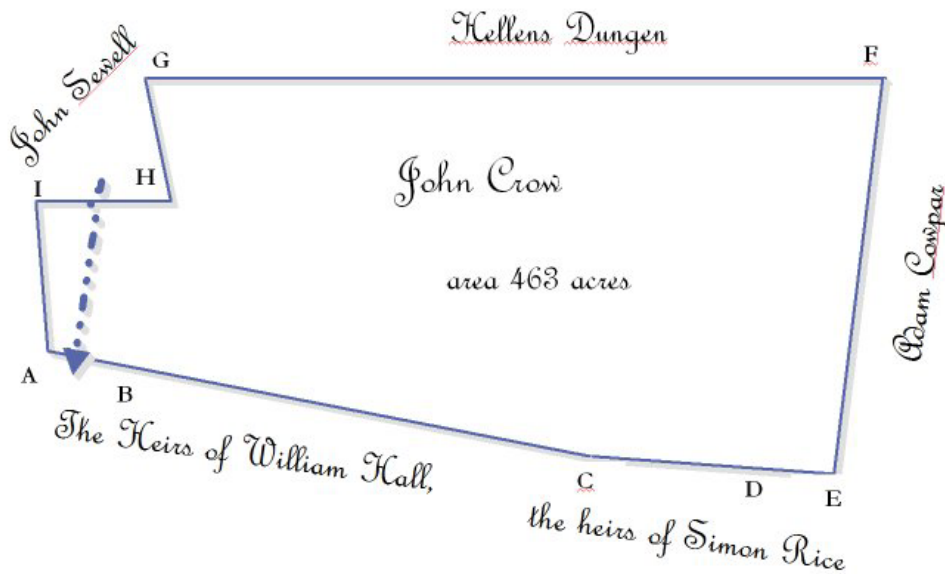 Hellens Dungen
G
F
John Sewell
I
H
John Crow
area 463 acres
Adam Cowpar
A
B
The Heirs of William Hall,
C
D
E
the heirs of Simon Rice